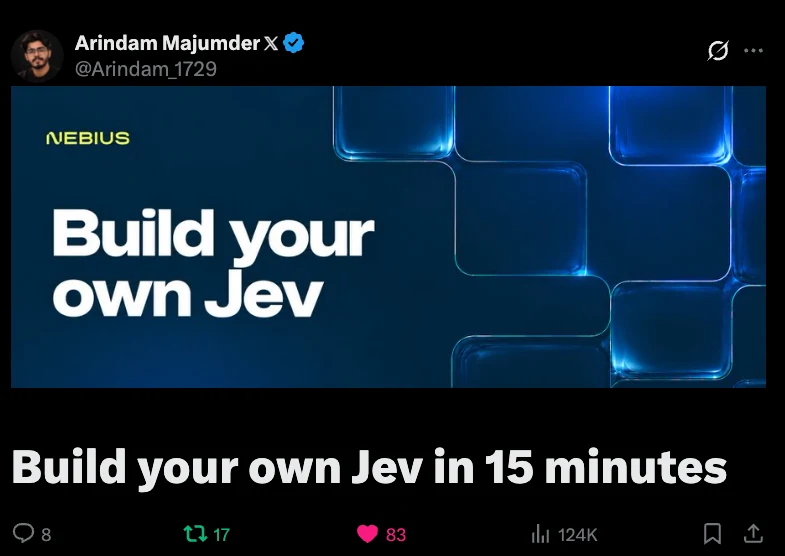 Arindam Majumder X
@Arindam_1729
NEBIUS
Build your
own Jev
Build your own Jev in 15 minutes
8 17 83 124K